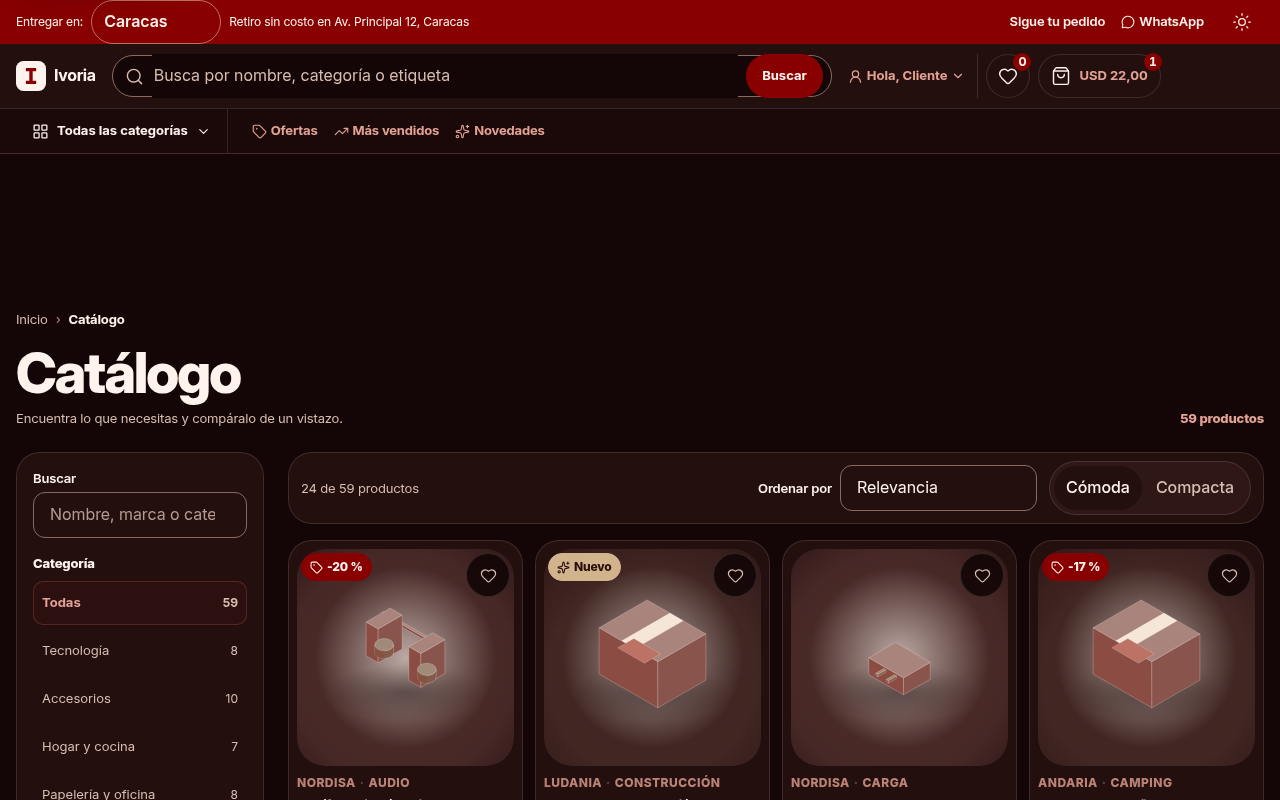 Entregar en: Caracas Retiro sin costo en Av. Principal 12, Caracas Sigue tu pedido WhatsApp
I Ivoria Busca por nombre, categoría o etiqueta Buscar Hola, Cliente 0 USD 22,00 1
Todas las categorías Ofertas Más vendidos Novedades
Inicio › Catálogo
Catálogo
Encuentra lo que necesitas y compáralo de un vistazo. 59 productos
Buscar
Nombre, marca o cate
Categoría
Todas 59
Tecnología 8
Accesorios 10
Hogar y cocina 7
Papelería y oficina 8
24 de 59 productos Ordenar por Relevancia Cómoda Compacta
-20 % Nuevo -17 %
NORDISA · AUDIO LUDANIA · CONSTRUCCIÓN NORDISA · CARGA ANDARIA · CAMPING